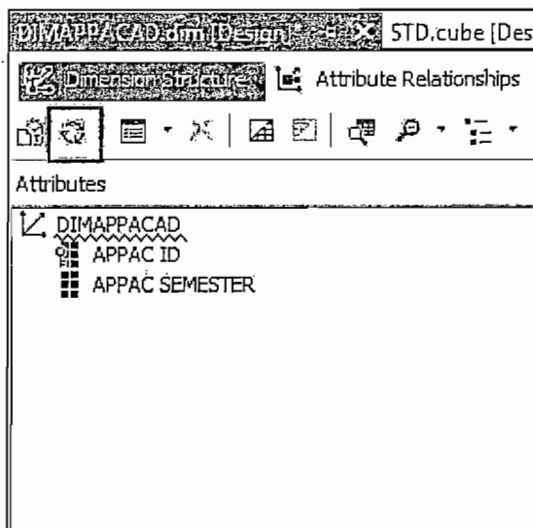 DIMAPPACAD.dim [Design]* STD.cube [Des
Dimension Structure Attribute Relationships
Attributes
DIMAPPACAD
APPAC ID
APPAC SEMESTER